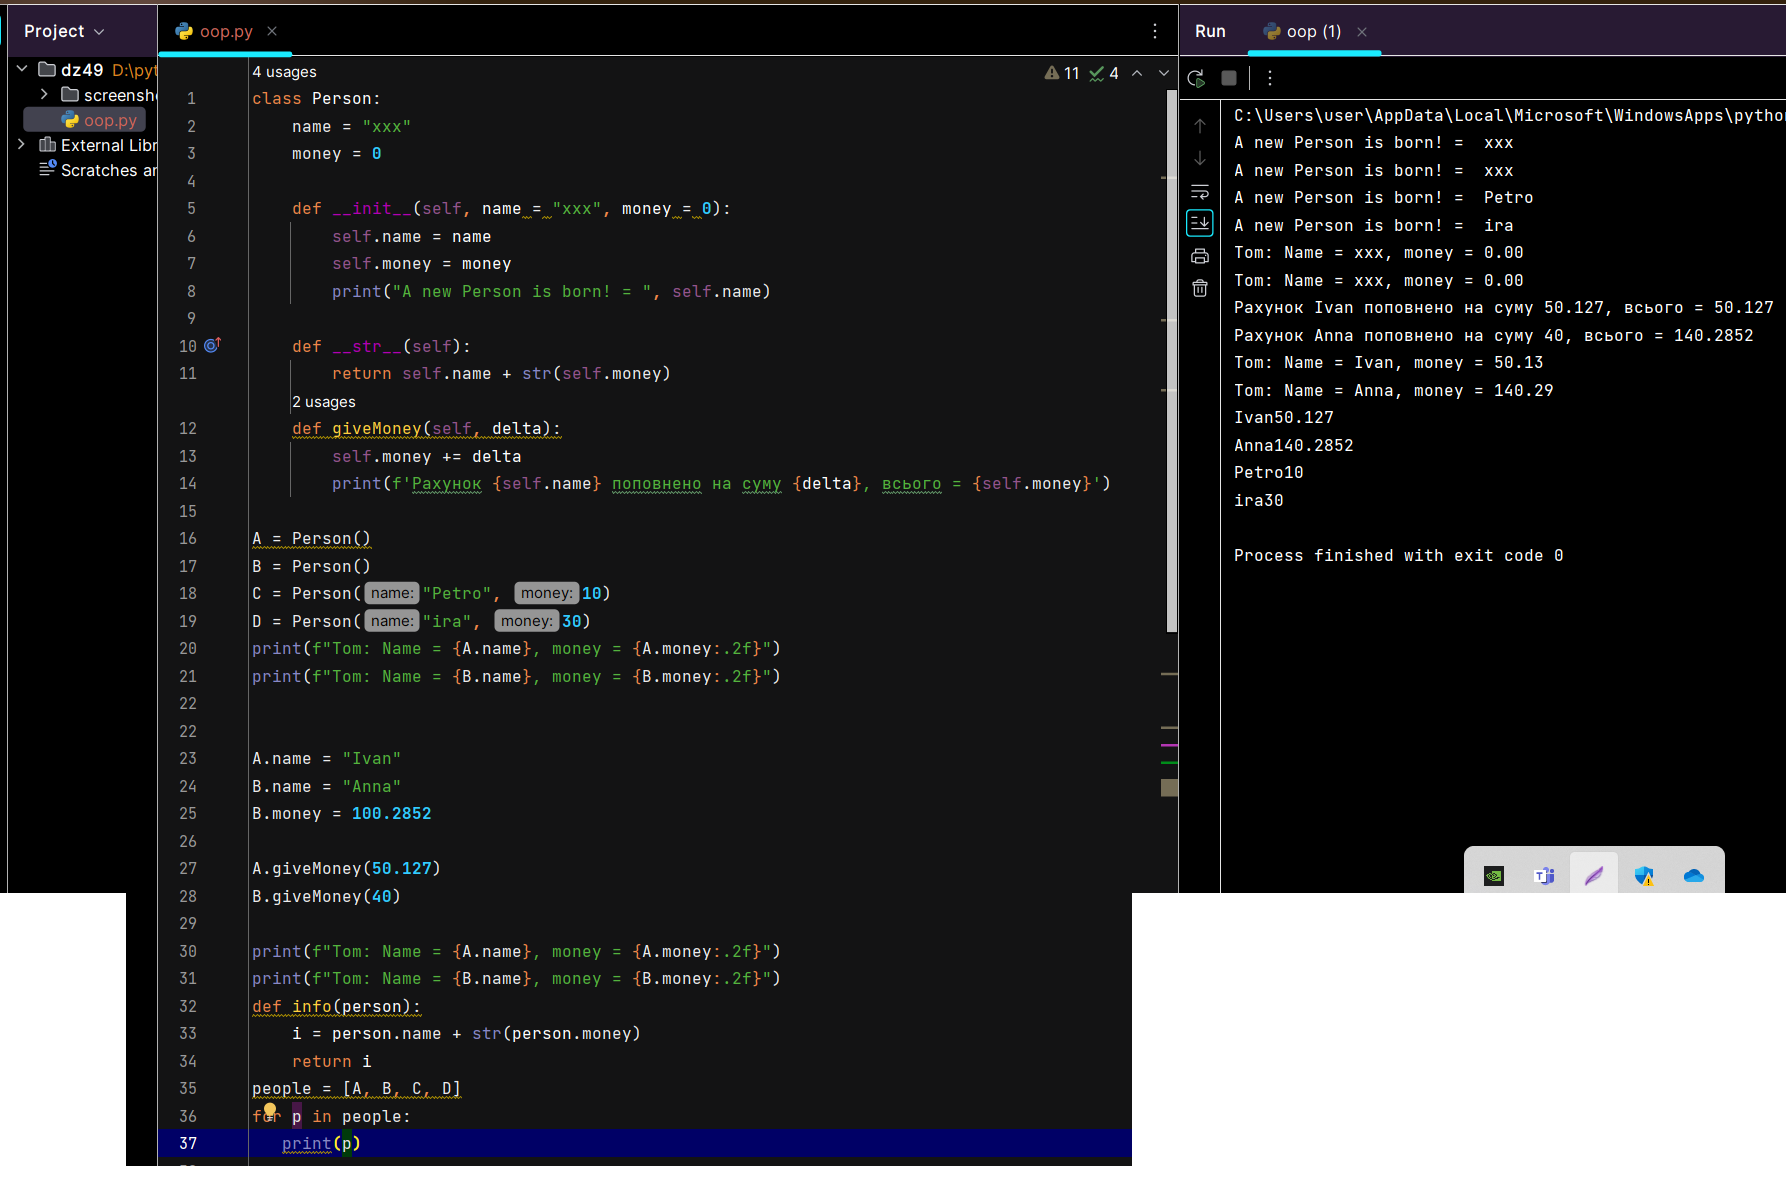 Project
dz49 D:\pyt
screensho
oop.py
External Libr
Scratches ar
oop.py
4 usages
11 4
1 class Person:
2 name = "xxx"
3 money = 0
4
5 def __init__(self, name = "xxx", money = 0):
6 self.name = name
7 self.money = money
8 print("A new Person is born! = ", self.name)
9
10 def __str__(self):
11 return self.name + str(self.money)
2 usages
12 def giveMoney(self, delta):
13 self.money += delta
14 print(f'Рахунок {self.name} поповнено на суму {delta}, всього = {self.money}')
15
16 A = Person()
17 B = Person()
18 C = Person( name: "Petro", money: 10)
19 D = Person( name: "ira", money: 30)
20 print(f"Tom: Name = {A.name}, money = {A.money:.2f}")
21 print(f"Tom: Name = {B.name}, money = {B.money:.2f}")
22
22
23 A.name = "Ivan"
24 B.name = "Anna"
25 B.money = 100.2852
26
27 A.giveMoney(50.127)
28 B.giveMoney(40)
29
30 print(f"Tom: Name = {A.name}, money = {A.money:.2f}")
31 print(f"Tom: Name = {B.name}, money = {B.money:.2f}")
32 def info(person):
33 i = person.name + str(person.money)
34 return i
35 people = [A, B, C, D]
36 for p in people:
37 print(p)
Run oop (1)
C:\Users\user\AppData\Local\Microsoft\WindowsApps\pytho
A new Person is born! =  xxx
A new Person is born! =  xxx
A new Person is born! =  Petro
A new Person is born! =  ira
Tom: Name = xxx, money = 0.00
Tom: Name = xxx, money = 0.00
Рахунок Ivan поповнено на суму 50.127, всього = 50.127
Рахунок Anna поповнено на суму 40, всього = 140.2852
Tom: Name = Ivan, money = 50.13
Tom: Name = Anna, money = 140.29
Ivan50.127
Anna140.2852
Petro10
ira30
Process finished with exit code 0